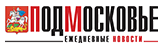 ПОДМОСКОВЬЕ
ЕЖЕДНЕВНЫЕ НОВОСТИ